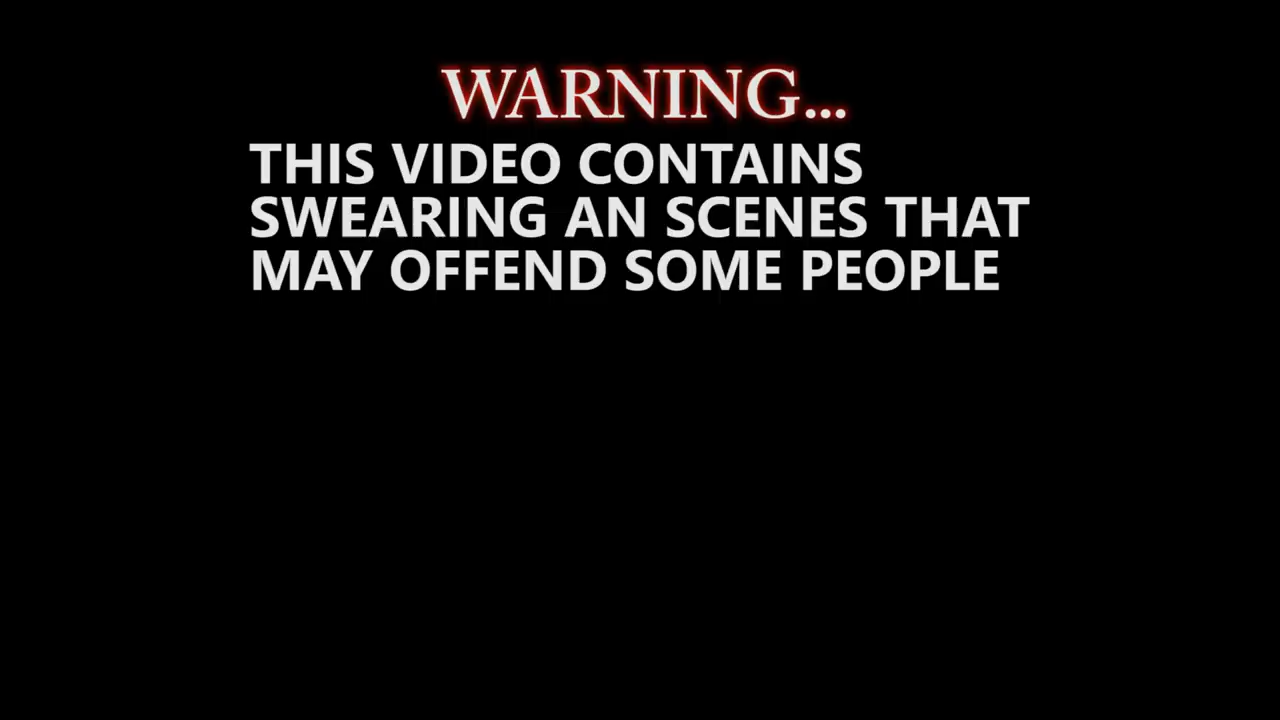 WARNING...
THIS VIDEO CONTAINS
SWEARING AN SCENES THAT
MAY OFFEND SOME PEOPLE